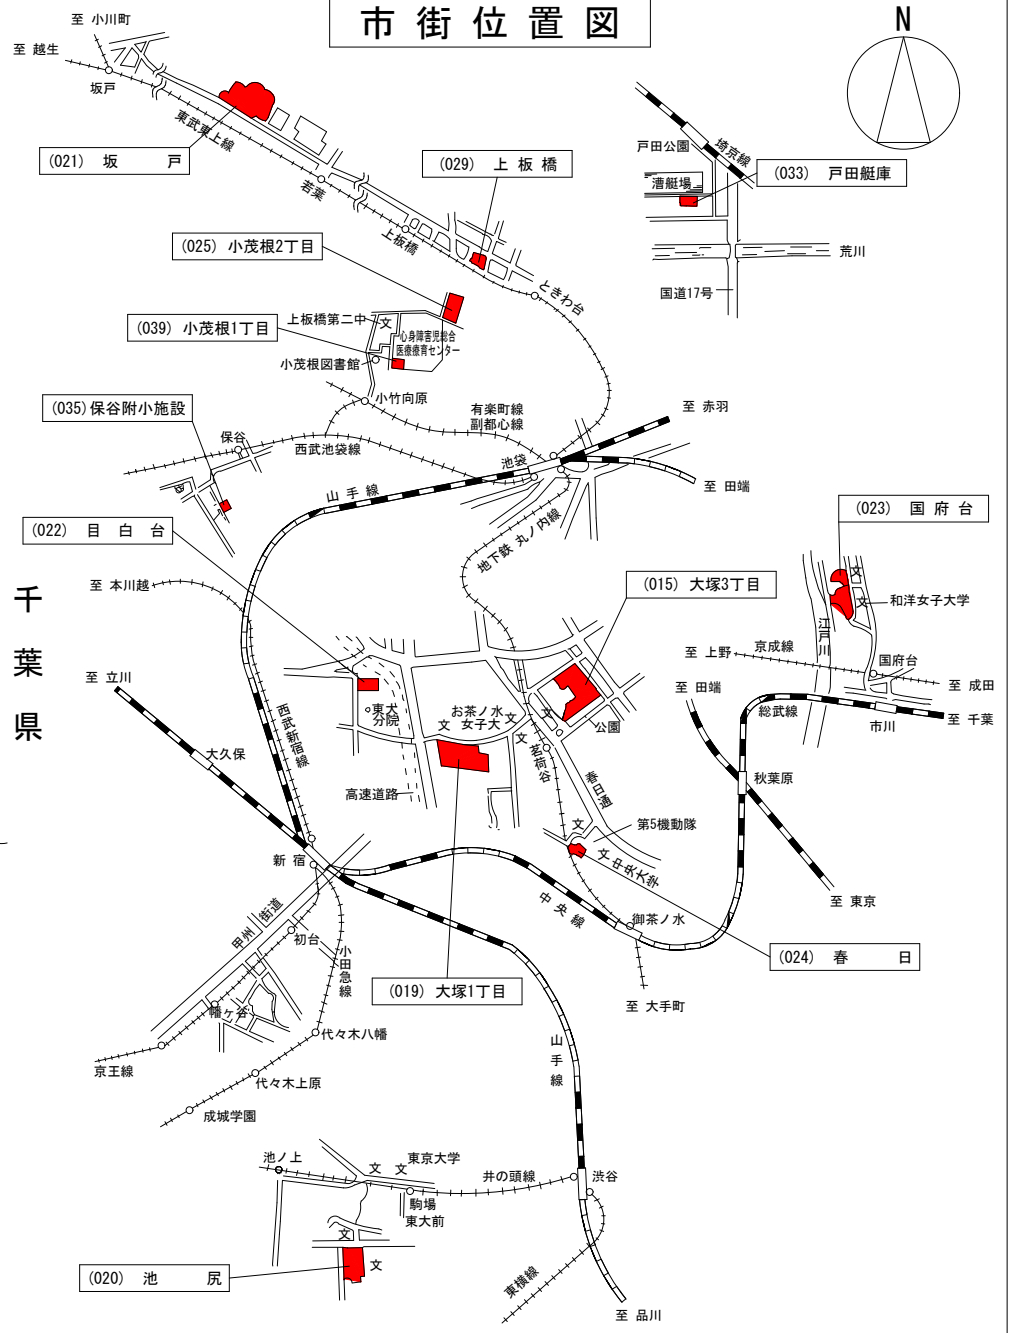 市街位置図
N
至 小川町
至 越生
坂戸
東武東上線
(021) 坂 戸
若葉
(029) 上板橋
上板橋
ときわ台
戸田公園
埼京線
漕艇場
(033) 戸田艇庫
荒川
国道17号
(025) 小茂根2丁目
(039) 小茂根1丁目
上板橋第二中
文
心身障害児総合
医療療育センター
小茂根図書館
小竹向原
有楽町線
副都心線
至 赤羽
(035)保谷附小施設
保谷
西武池袋線
池袋
至 田端
山手線
(022) 目白台
地下鉄 丸ノ内線
(023) 国府台
文
文
和洋女子大学
江戸川
京成線
至 上野
国府台
至 成田
至 本川越
(015) 大塚3丁目
千葉県
至 立川
至 田端
総武線
市川
至 千葉
東大
分院
お茶ノ水
文 女子大
文
文
文
公園
茗荷谷
西武新宿線
大久保
高速道路
春日通
秋葉原
文
第5機動隊
文
中央大学
新宿
至 東京
中央線
御茶ノ水
甲州街道
初台
小田急線
(024) 春 日
(019) 大塚1丁目
至 大手町
幡ヶ谷
代々木八幡
京王線
代々木上原
山手線
成城学園
池ノ上
文
文
東京大学
井の頭線
渋谷
駒場
東大前
文
文
(020) 池 尻
東横線
至 品川